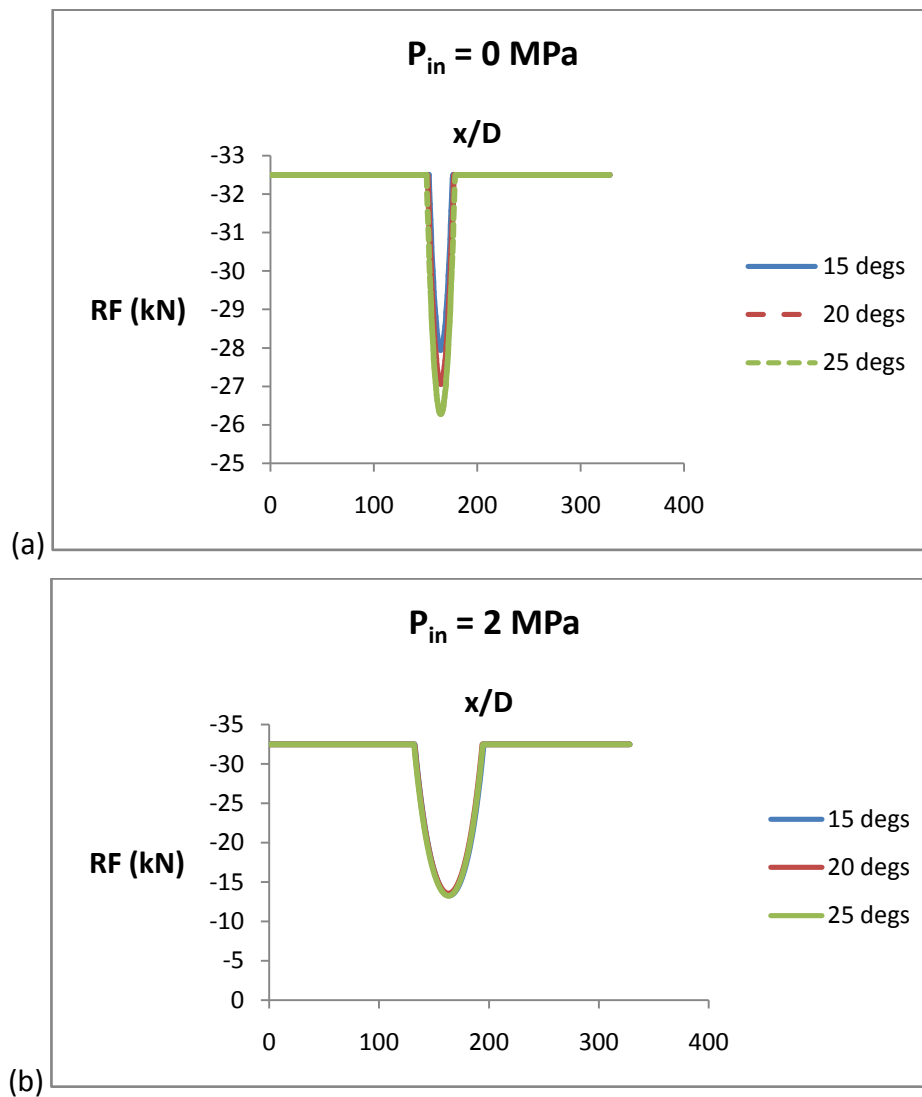 P_in = 0 MPa
x/D
-33
-32
-31
-30
-29
-28
-27
-26
-25
RF (kN)
0 100 200 300 400
15 degs
20 degs
25 degs
(a)
P_in = 2 MPa
x/D
-35
-30
-25
-20
-15
-10
-5
0
RF (kN)
0 100 200 300 400
15 degs
20 degs
25 degs
(b)